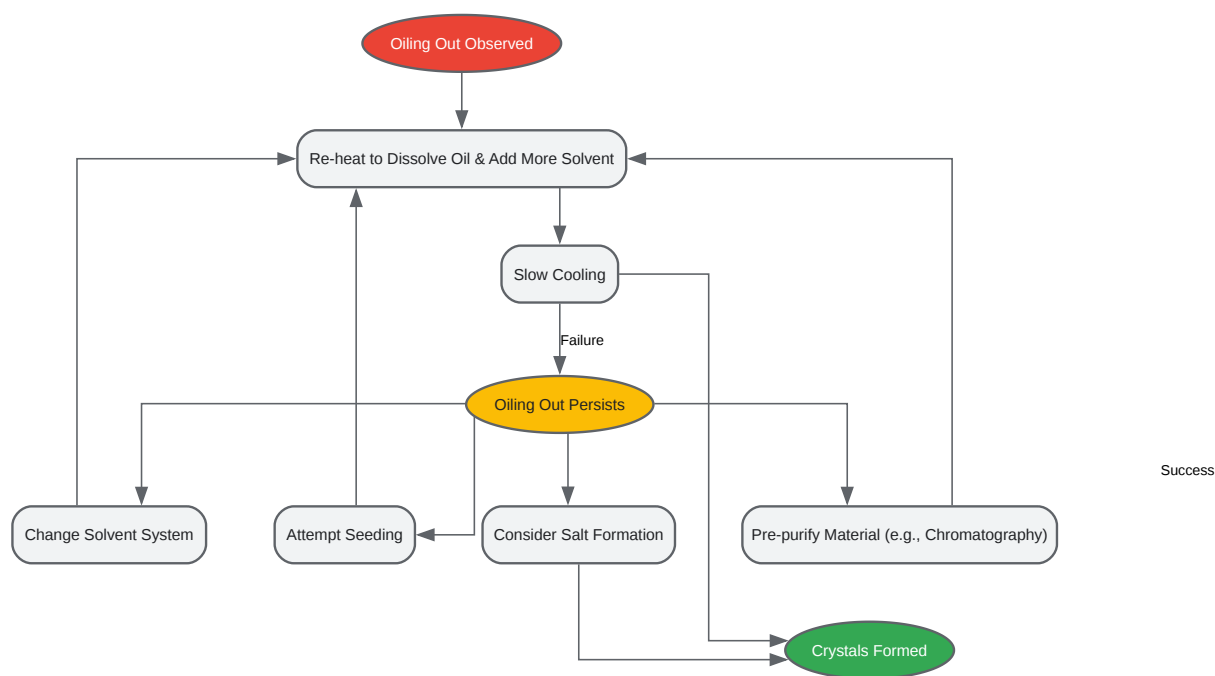 Oiling Out Observed
Re-heat to Dissolve Oil & Add More Solvent
Slow Cooling
Failure
Oiling Out Persists
Success
Change Solvent System
Attempt Seeding
Consider Salt Formation
Pre-purify Material (e.g., Chromatography)
Crystals Formed